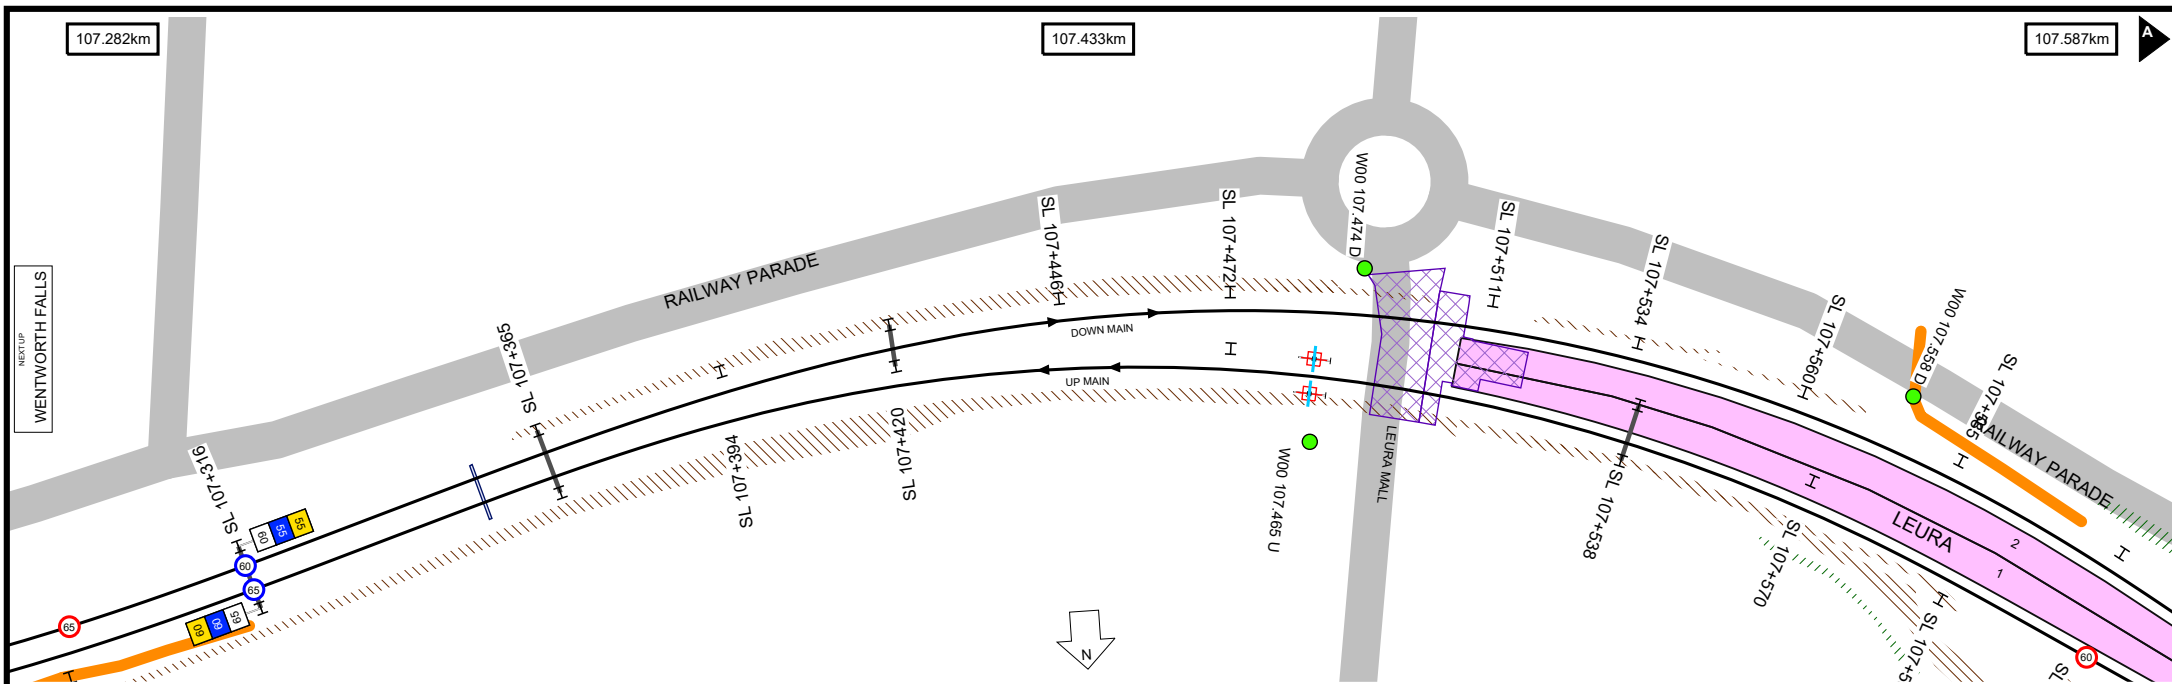 107.282km
107.433km
107.587km
A
NEXT UP
WENTWORTH FALLS
RAILWAY PARADE
SL 107+316
SL 107+365
SL 107+394
SL 107+420
SL 107+446
SL 107+472
W00 107.474 D
W00 107.465 U
SL 107+511
SL 107+534
SL 107+538
SL 107+560
SL 107+570
W00 107.558 D
RAILWAY PARADE
DOWN MAIN
UP MAIN
LEURA MALL
LEURA
2
1
60 55 55
60
65
60 60 65
65
60
N
SL 107+5
SL